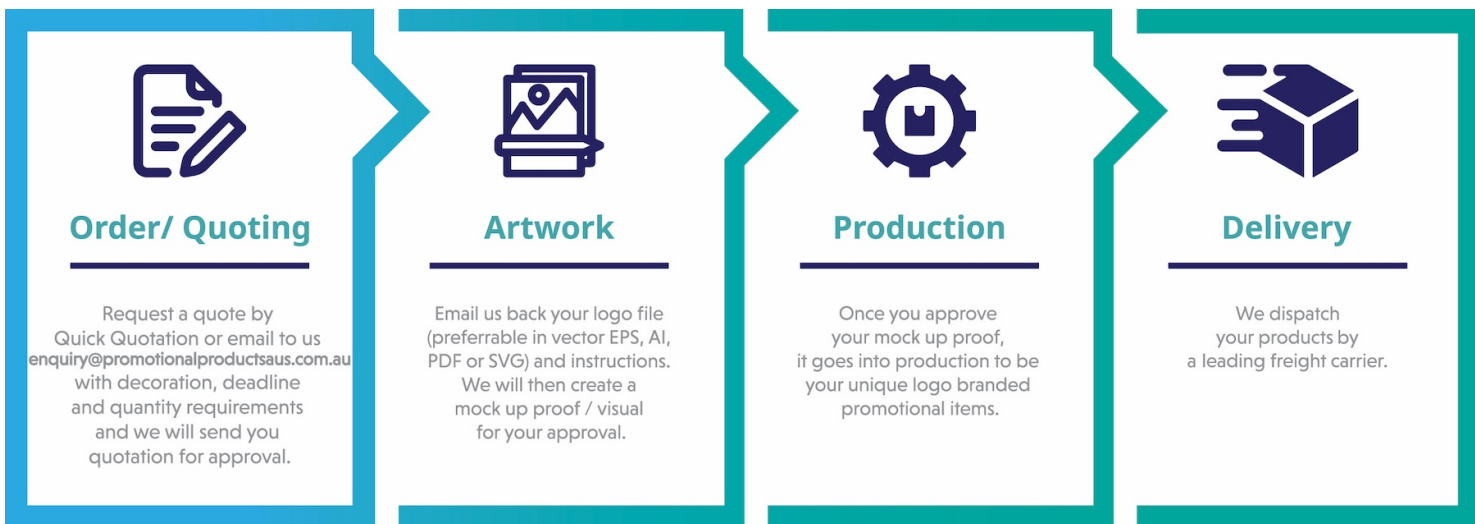 Order/ Quoting
Request a quote by
Quick Quotation or email to us
enquiry@promotionalproductsaus.com.au
with decoration, deadline
and quantity requirements
and we will send you
quotation for approval.
Artwork
Email us back your logo file
(preferrable in vector EPS, AI,
PDF or SVG) and instructions.
We will then create a
mock up proof / visual
for your approval.
Production
Once you approve
your mock up proof,
it goes into production to be
your unique logo branded
promotional items.
Delivery
We dispatch
your products by
a leading freight carrier.